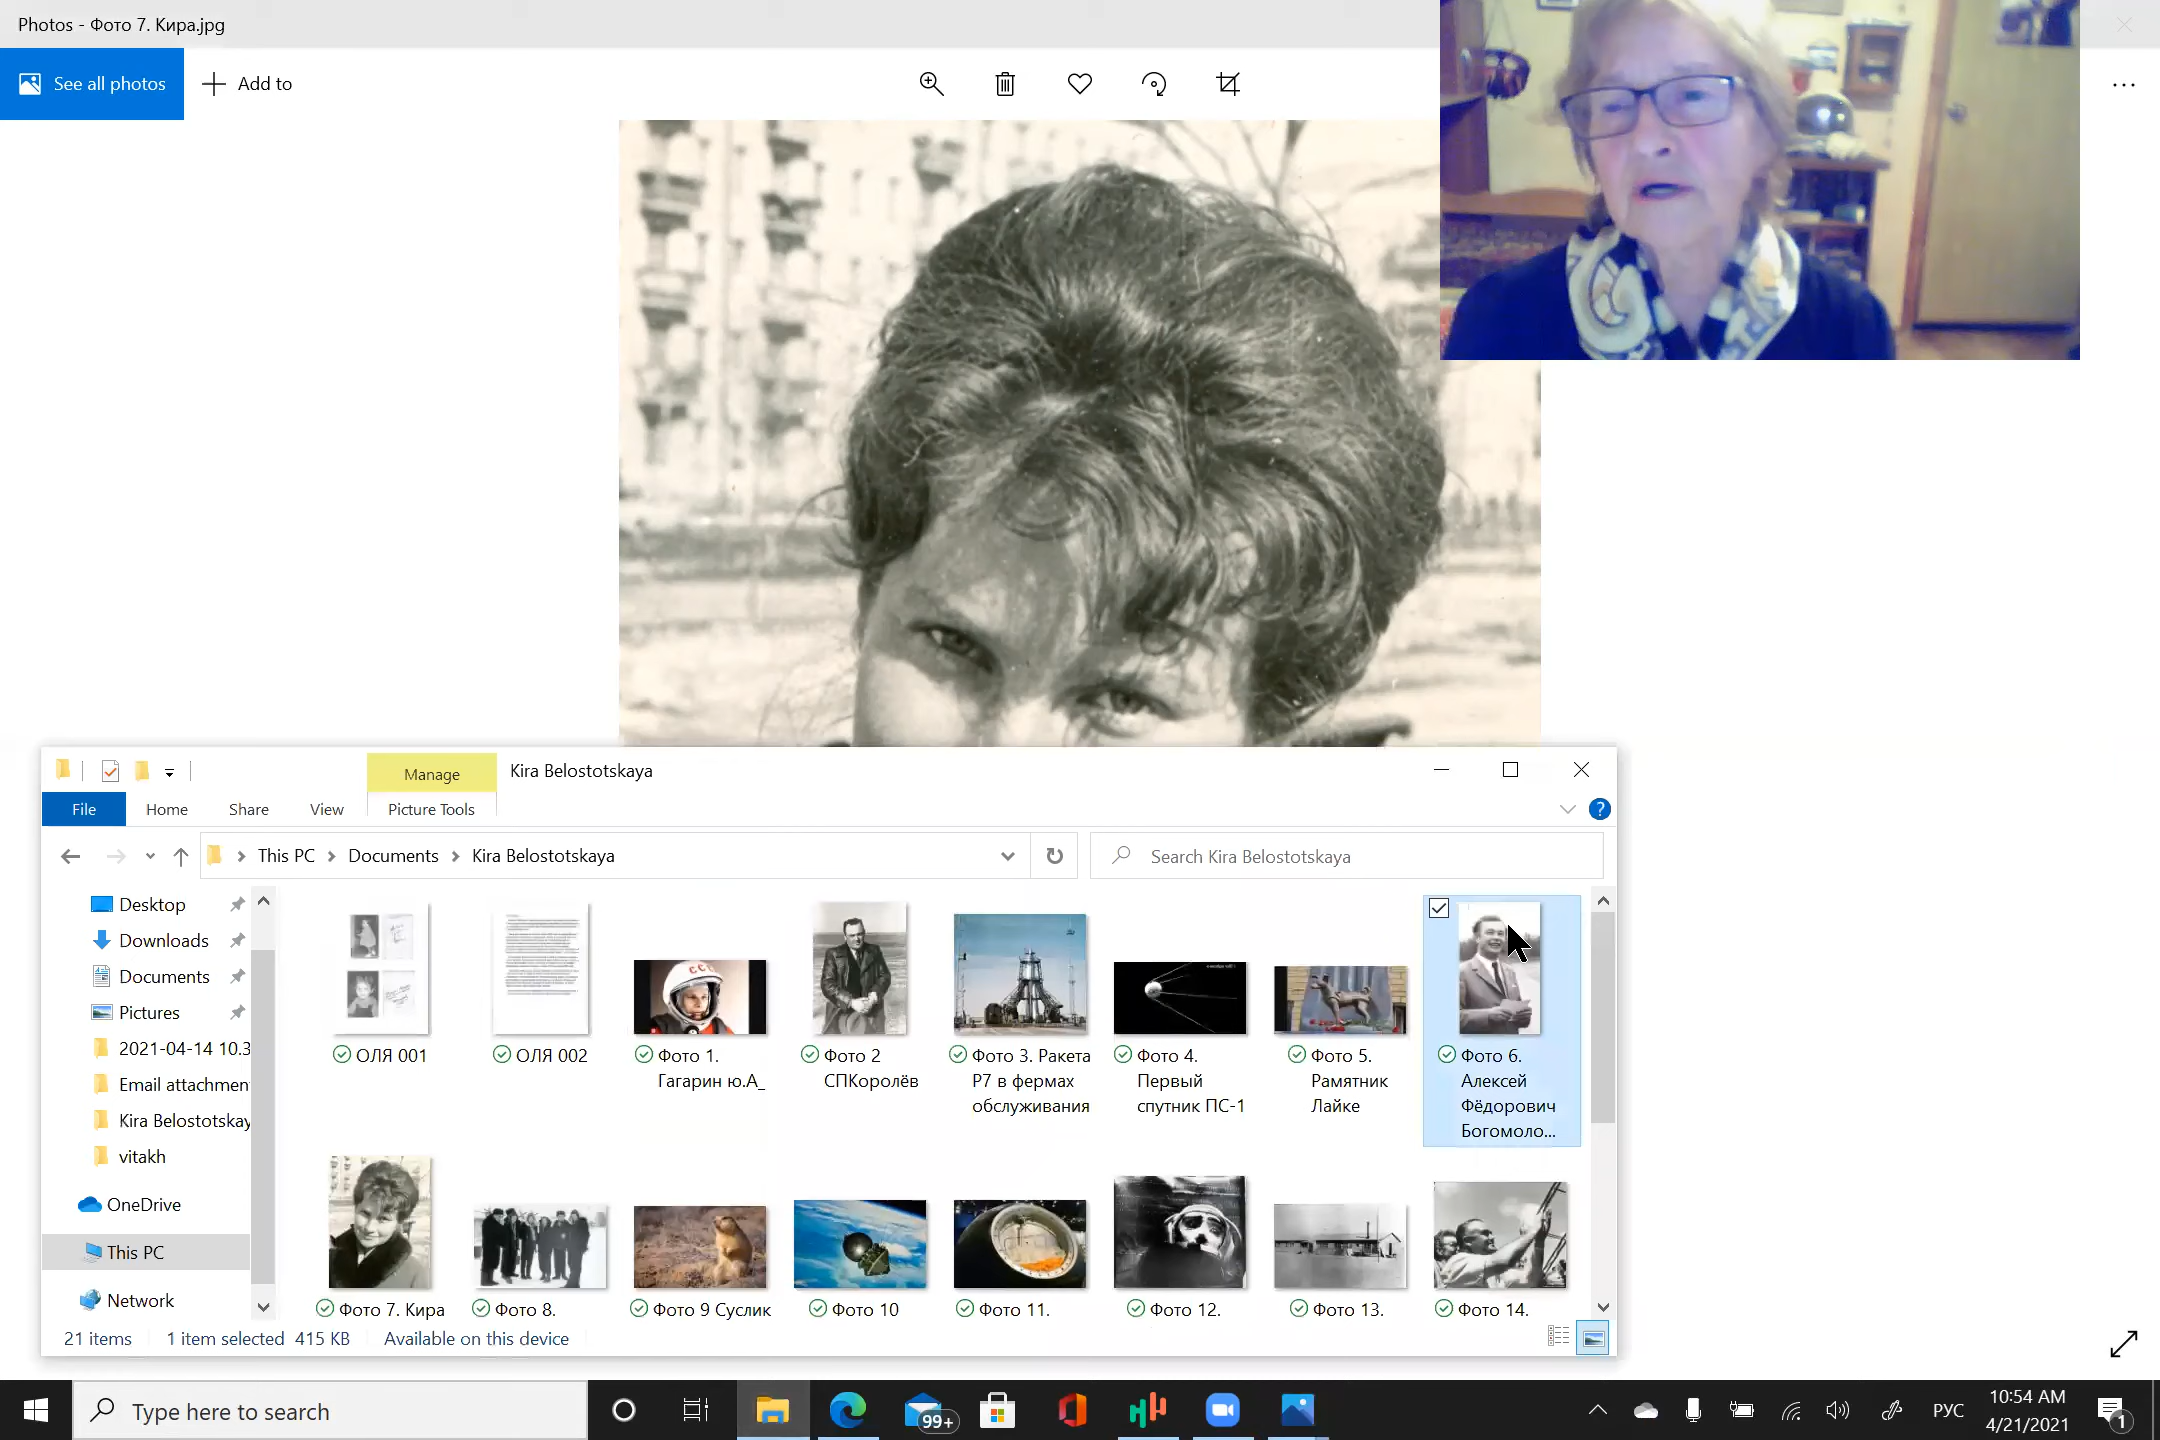 Photos - Фото 7. Кира.jpg
See all photos
Add to
Manage
Kira Belostotskaya
File
Home
Share
View
Picture Tools
This PC
Documents
Kira Belostotskaya
Search Kira Belostotskaya
Desktop
Downloads
Documents
Pictures
2021-04-14 10.3
Email attachmen
Kira Belostotskay
vitakh
OneDrive
This PC
Network
ОЛЯ 001
ОЛЯ 002
Фото 1.
Гагарин ю.А_
Фото 2
СПКоролёв
Фото 3. Ракета
Р7 в фермах
обслуживания
Фото 4.
Первый
спутник ПС-1
Фото 5.
Рамятник
Лайке
Фото 6.
Алексей
Фёдорович
Богомоло...
Фото 7. Кира
Фото 8.
Фото 9 Суслик
Фото 10
Фото 11.
Фото 12.
Фото 13.
Фото 14.
21 items
1 item selected 415 KB
Available on this device
Type here to search
99+
РУС
10:54 AM
4/21/2021
1